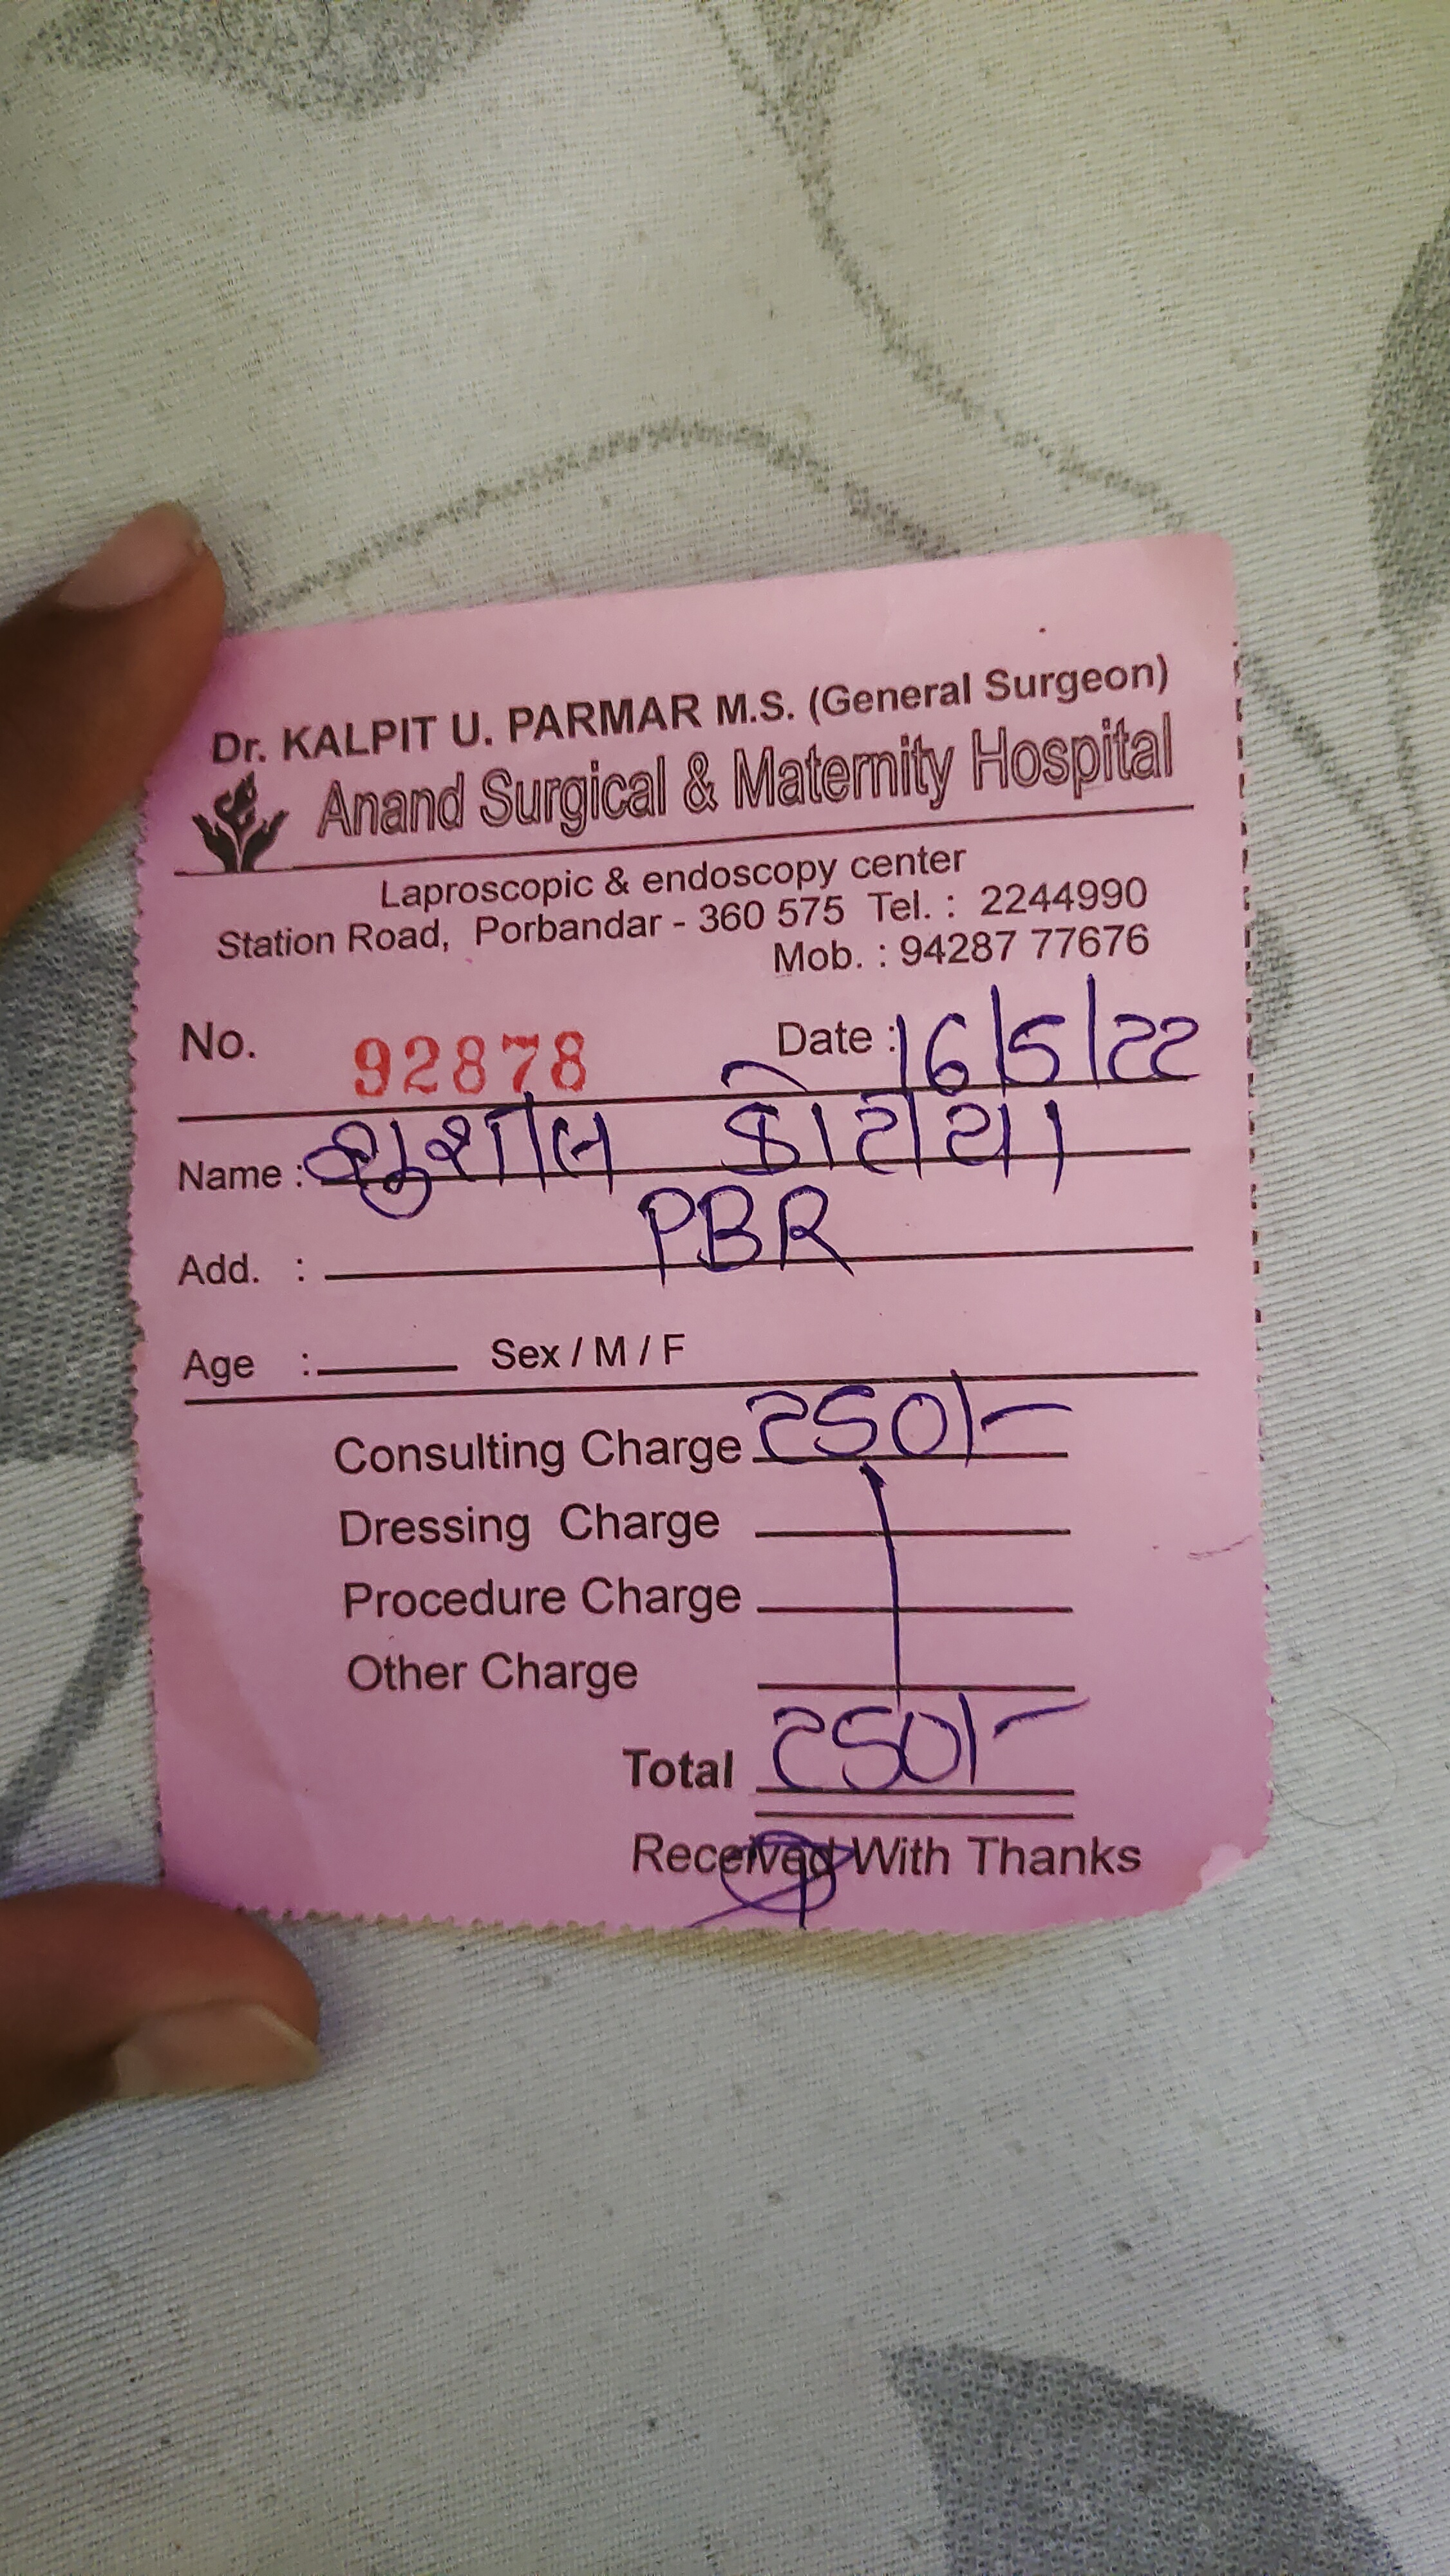 Dr. KALPIT U. PARMAR M.S. (General Surgeon)
Anand Surgical & Maternity Hospital
Laproscopic & endoscopy center
Station Road, Porbandar - 360 575 Tel. : 2244990
Mob. : 94287 77676
No. 92878 Date : 16/5/22
Name : સુશીલ કોટીયા
Add. : PBR
Age : Sex / M / F
Consulting Charge 250/-
Dressing Charge
Procedure Charge
Other Charge
Total 250/-
Received With Thanks